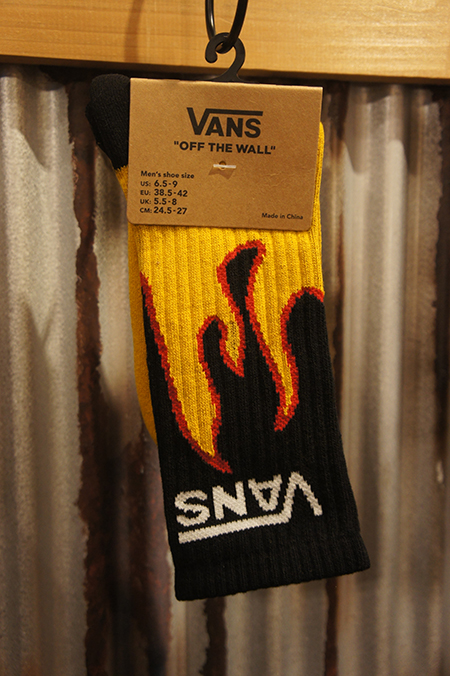 VANS
"OFF THE WALL"
Men's shoe size
US: 6.5-9
EU: 38.5-42
UK: 5.5-8
CM: 24.5-27
Made in China
VANS